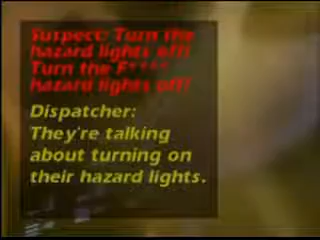 Suspect: Turn the
hazard lights off!
Turn the F****
hazard lights off!
Dispatcher:
They're talking
about turning on
their hazard lights.